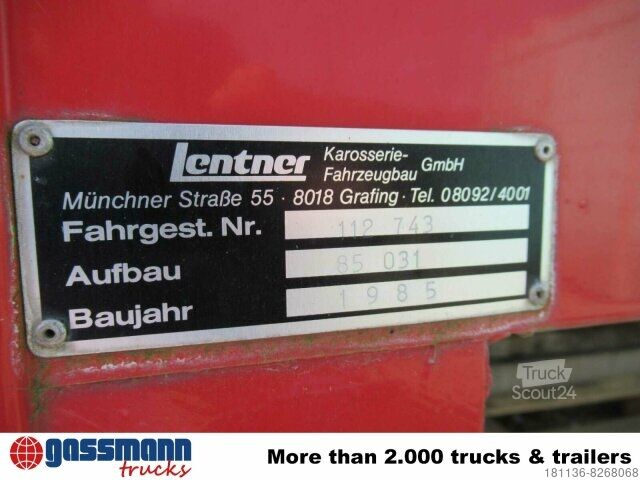 Lentner Karosserie-
Fahrzeugbau GmbH
Münchner Straße 55 · 8018 Grafing · Tel. 08092/4001
Fahrgest. Nr. 112 743
Aufbau 85 031
Baujahr 1985
Truck
Scout24
gassmann
trucks
More than 2.000 trucks & trailers
181136-8268068